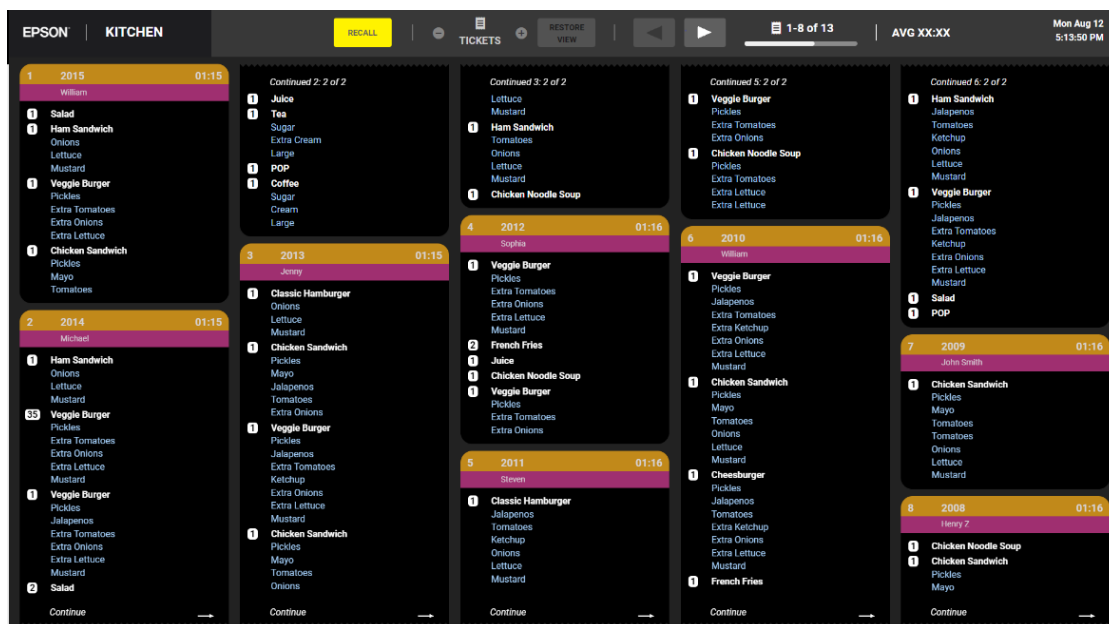 EPSON KITCHEN RECALL TICKETS RESTORE VIEW 1-8 of 13 AVG XX:XX Mon Aug 12 5:13:50 PM
1 2015 01:15
William
1 Salad
1 Ham Sandwich
Onions
Lettuce
Mustard
1 Veggie Burger
Pickles
Extra Tomatoes
Extra Onions
Extra Lettuce
1 Chicken Sandwich
Pickles
Mayo
Tomatoes
2 2014 01:15
Michael
1 Ham Sandwich
Onions
Lettuce
Mustard
35 Veggie Burger
Pickles
Extra Tomatoes
Extra Onions
Extra Lettuce
Mustard
1 Veggie Burger
Pickles
Jalapenos
Extra Tomatoes
Extra Onions
Extra Lettuce
Mustard
2 Salad
Continue
Continued 2: 2 of 2
1 Juice
1 Tea
Sugar
Extra Cream
Large
1 POP
1 Coffee
Sugar
Cream
Large
3 2013 01:15
Jenny
1 Classic Hamburger
Onions
Lettuce
Mustard
1 Chicken Sandwich
Pickles
Mayo
Jalapenos
Tomatoes
Extra Onions
1 Veggie Burger
Pickles
Jalapenos
Extra Tomatoes
Ketchup
Extra Onions
Extra Lettuce
Mustard
1 Chicken Sandwich
Pickles
Mayo
Tomatoes
Onions
Continue
Continued 3: 2 of 2
Lettuce
Mustard
1 Ham Sandwich
Tomatoes
Onions
Lettuce
Mustard
1 Chicken Noodle Soup
4 2012 01:16
Sophia
1 Veggie Burger
Pickles
Extra Tomatoes
Extra Onions
Extra Lettuce
Mustard
2 French Fries
1 Juice
1 Chicken Noodle Soup
1 Veggie Burger
Pickles
Extra Tomatoes
Extra Onions
5 2011 01:16
Steven
1 Classic Hamburger
Jalapenos
Tomatoes
Ketchup
Onions
Lettuce
Mustard
Continue
Continued 5: 2 of 2
1 Veggie Burger
Pickles
Extra Tomatoes
Extra Onions
1 Chicken Noodle Soup
Pickles
Extra Tomatoes
Extra Lettuce
Extra Lettuce
6 2010 01:16
William
1 Veggie Burger
Pickles
Jalapenos
Extra Tomatoes
Extra Ketchup
Extra Onions
Extra Lettuce
Mustard
1 Chicken Sandwich
Pickles
Mayo
Tomatoes
Onions
Lettuce
Mustard
1 Cheesburger
Pickles
Jalapenos
Tomatoes
Extra Ketchup
Extra Onions
Extra Lettuce
Mustard
1 French Fries
Continue
Continued 6: 2 of 2
1 Ham Sandwich
Jalapenos
Tomatoes
Ketchup
Onions
Lettuce
Mustard
1 Veggie Burger
Pickles
Jalapenos
Extra Tomatoes
Ketchup
Extra Onions
Extra Lettuce
Mustard
1 Salad
1 POP
7 2009 01:16
John Smith
1 Chicken Sandwich
Pickles
Mayo
Tomatoes
Tomatoes
Onions
Lettuce
Mustard
8 2008 01:16
Henry Z
1 Chicken Noodle Soup
1 Chicken Sandwich
Pickles
Mayo
Continue